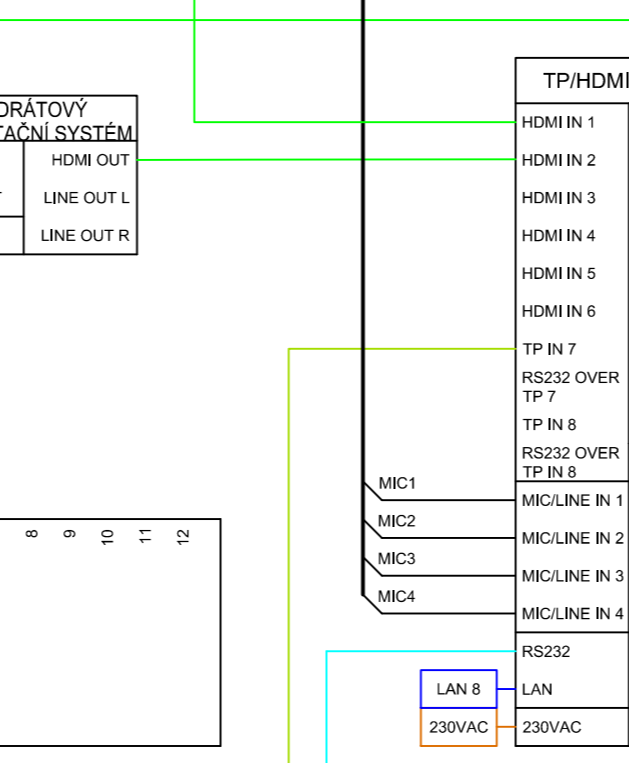 DRÁTOVÝ
TAČNÍ SYSTÉM
HDMI OUT
LINE OUT L
LINE OUT R
TP/HDMI
HDMI IN 1
HDMI IN 2
HDMI IN 3
HDMI IN 4
HDMI IN 5
HDMI IN 6
TP IN 7
RS232 OVER
TP 7
TP IN 8
RS232 OVER
TP IN 8
MIC1
MIC/LINE IN 1
MIC2
MIC/LINE IN 2
MIC3
MIC/LINE IN 3
MIC4
MIC/LINE IN 4
RS232
LAN 8
LAN
230VAC
230VAC
8
9
10
11
12